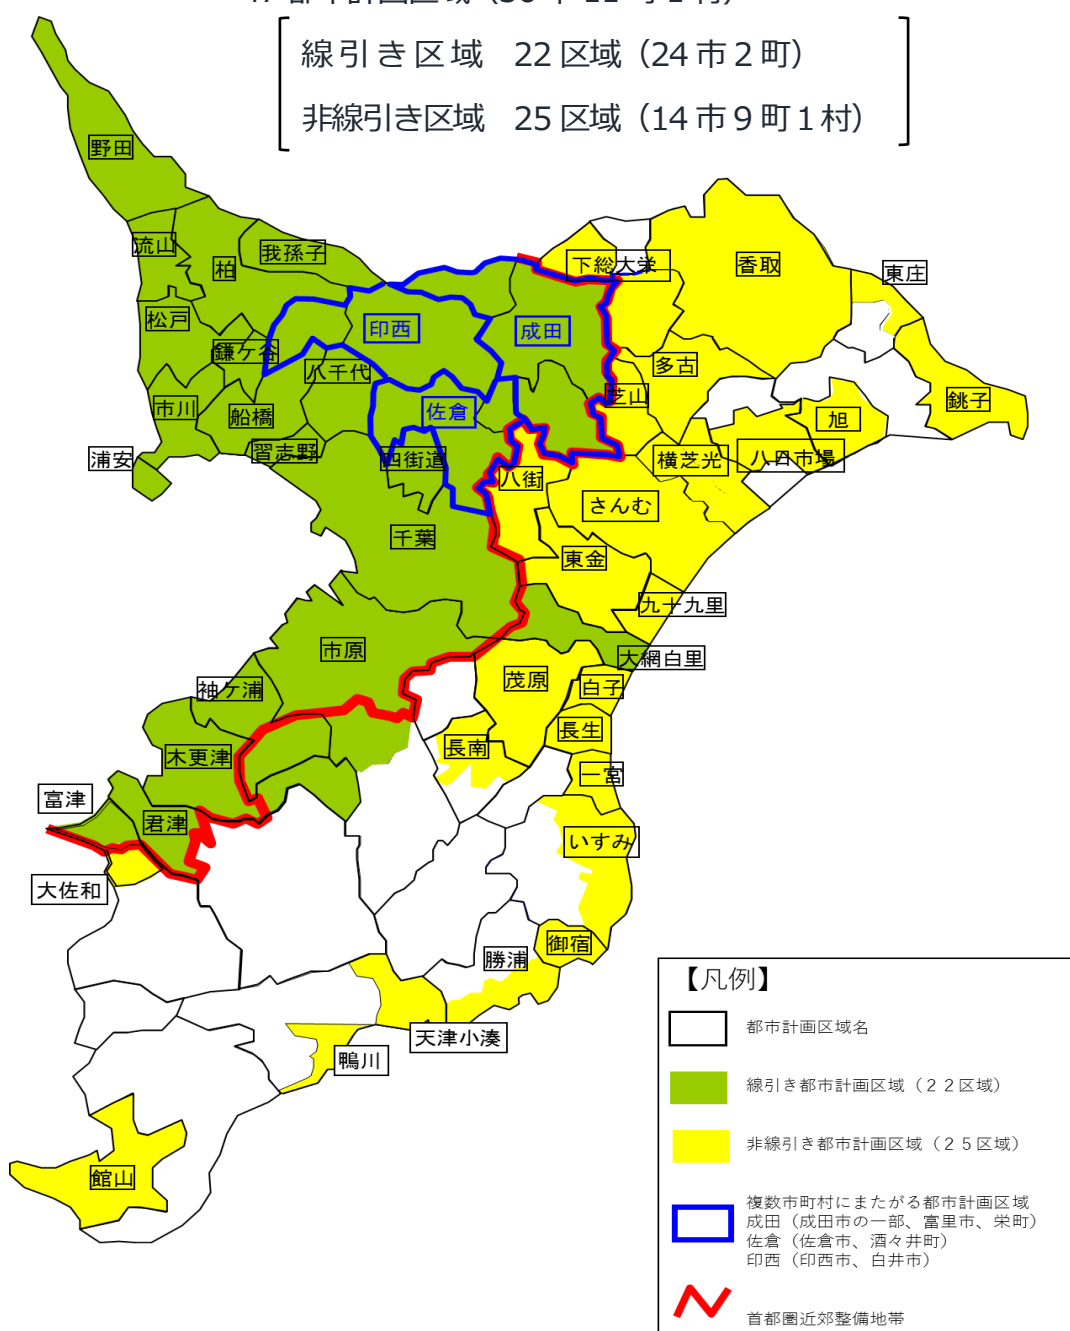 線引き区域 22区域（24市2町）
非線引き区域 25区域（14市9町1村）
野田
流山
柏
我孫子
下総大栄
香取
東庄
松戸
印西
成田
鎌ケ谷
八千代
多古
芝山
銚子
市川
船橋
佐倉
旭
浦安
習志野
四街道
八街
横芝光
八日市場
さんむ
千葉
東金
九十九里
市原
大網白里
袖ケ浦
茂原
白子
木更津
長南
長生
一宮
富津
君津
いすみ
大佐和
御宿
勝浦
天津小湊
鴨川
館山
【凡例】
都市計画区域名
線引き都市計画区域（２２区域）
非線引き都市計画区域（２５区域）
複数市町村にまたがる都市計画区域
成田（成田市の一部、富里市、栄町）
佐倉（佐倉市、酒々井町）
印西（印西市、白井市）
首都圏近郊整備地帯